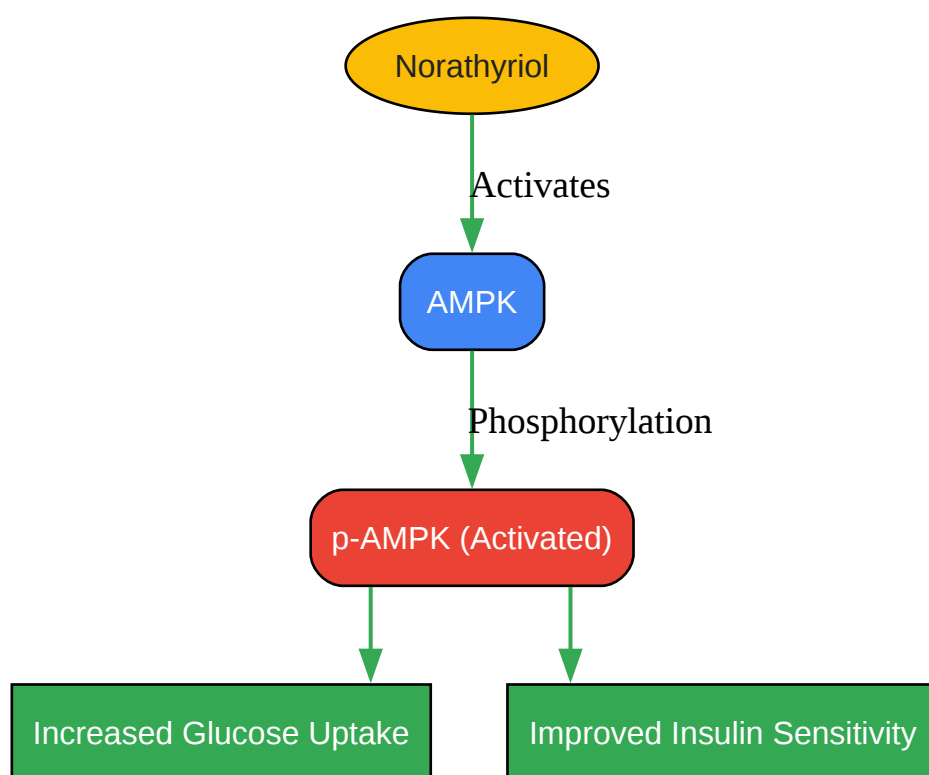 Norathyriol
Activates
AMPK
Phosphorylation
p-AMPK (Activated)
Increased Glucose Uptake
Improved Insulin Sensitivity